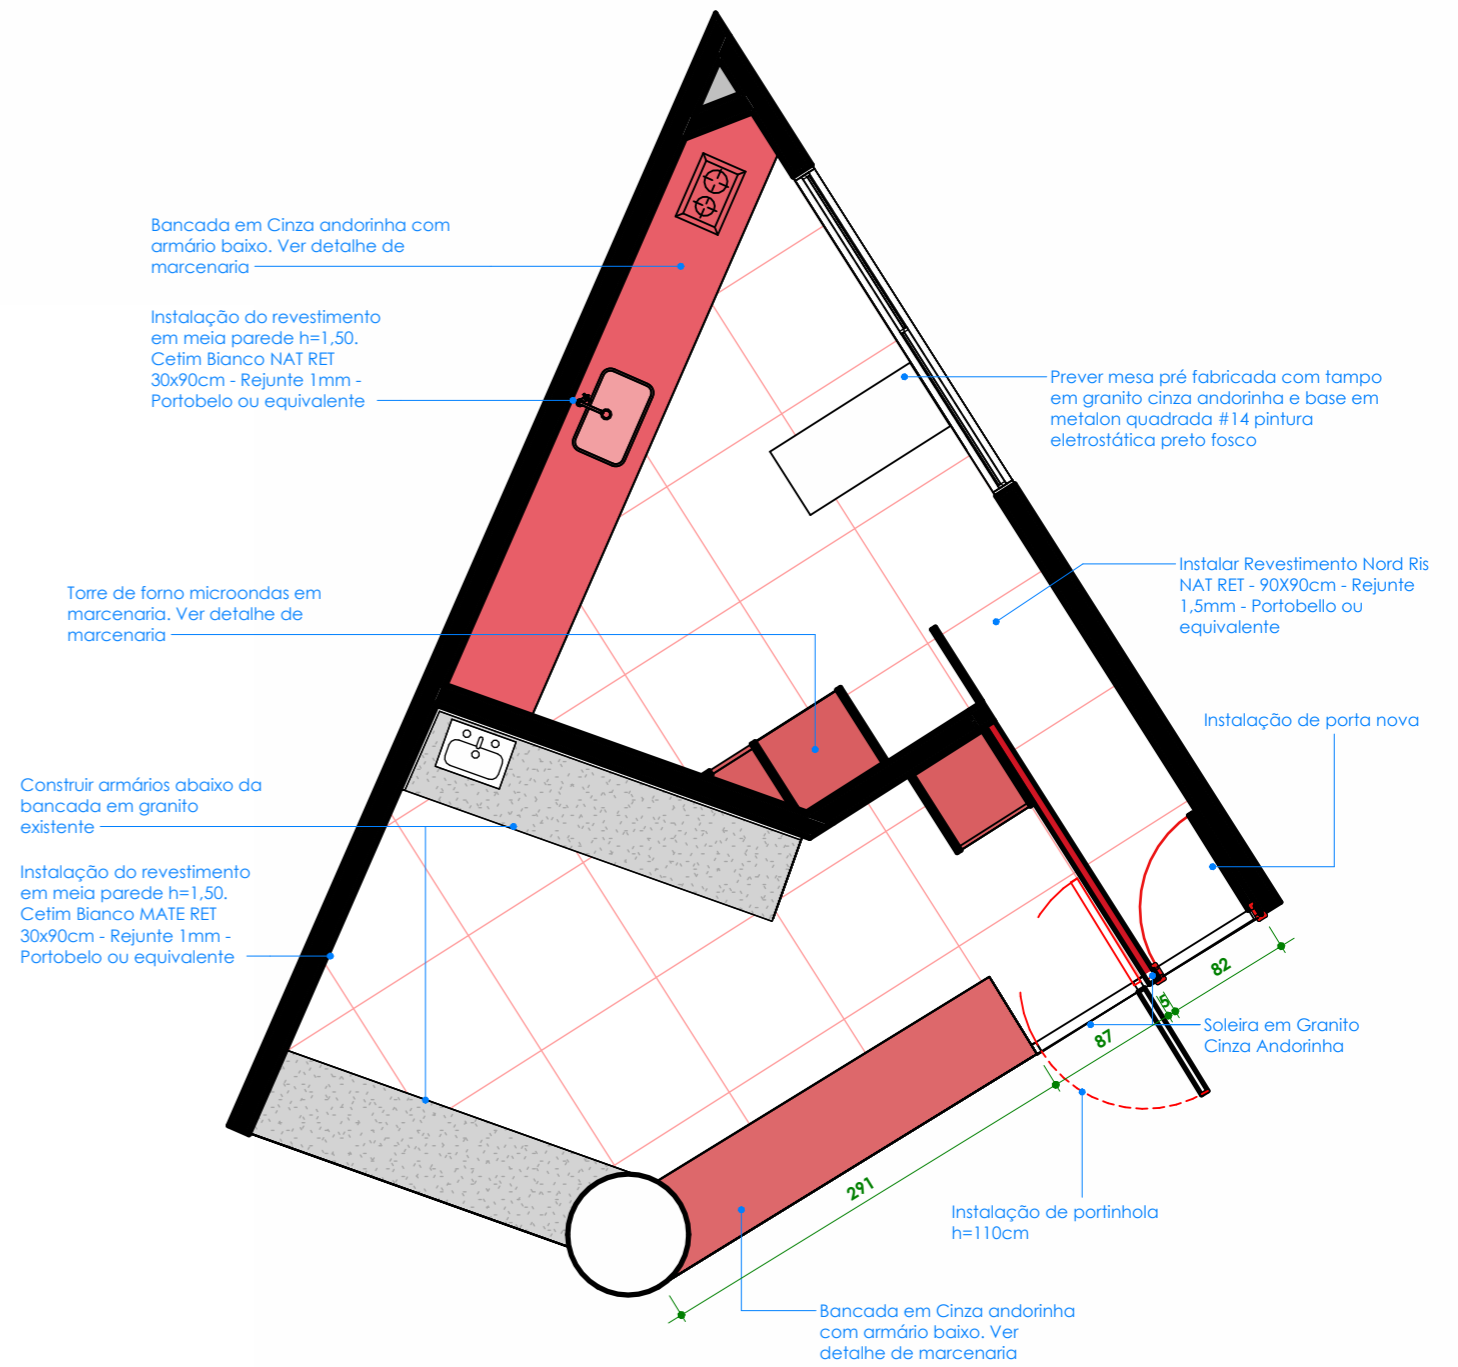 Bancada em Cinza andorinha com
armário baixo. Ver detalhe de
marcenaria
Instalação do revestimento
em meia parede h=1,50.
Cetim Bianco NAT RET
30x90cm - Rejunte 1mm -
Portobelo ou equivalente
Prever mesa pré fabricada com tampo
em granito cinza andorinha e base em
metalon quadrada #14 pintura
eletrostática preto fosco
Instalar Revestimento Nord Ris
NAT RET - 90X90cm - Rejunte
1,5mm - Portobello ou
equivalente
Torre de forno microondas em
marcenaria. Ver detalhe de
marcenaria
Instalação de porta nova
Construir armários abaixo da
bancada em granito
existente
Instalação do revestimento
em meia parede h=1,50.
Cetim Bianco MATE RET
30x90cm - Rejunte 1mm -
Portobelo ou equivalente
82
5
87
Soleira em Granito
Cinza Andorinha
291
Instalação de portinhola
h=110cm
Bancada em Cinza andorinha
com armário baixo. Ver
detalhe de marcenaria